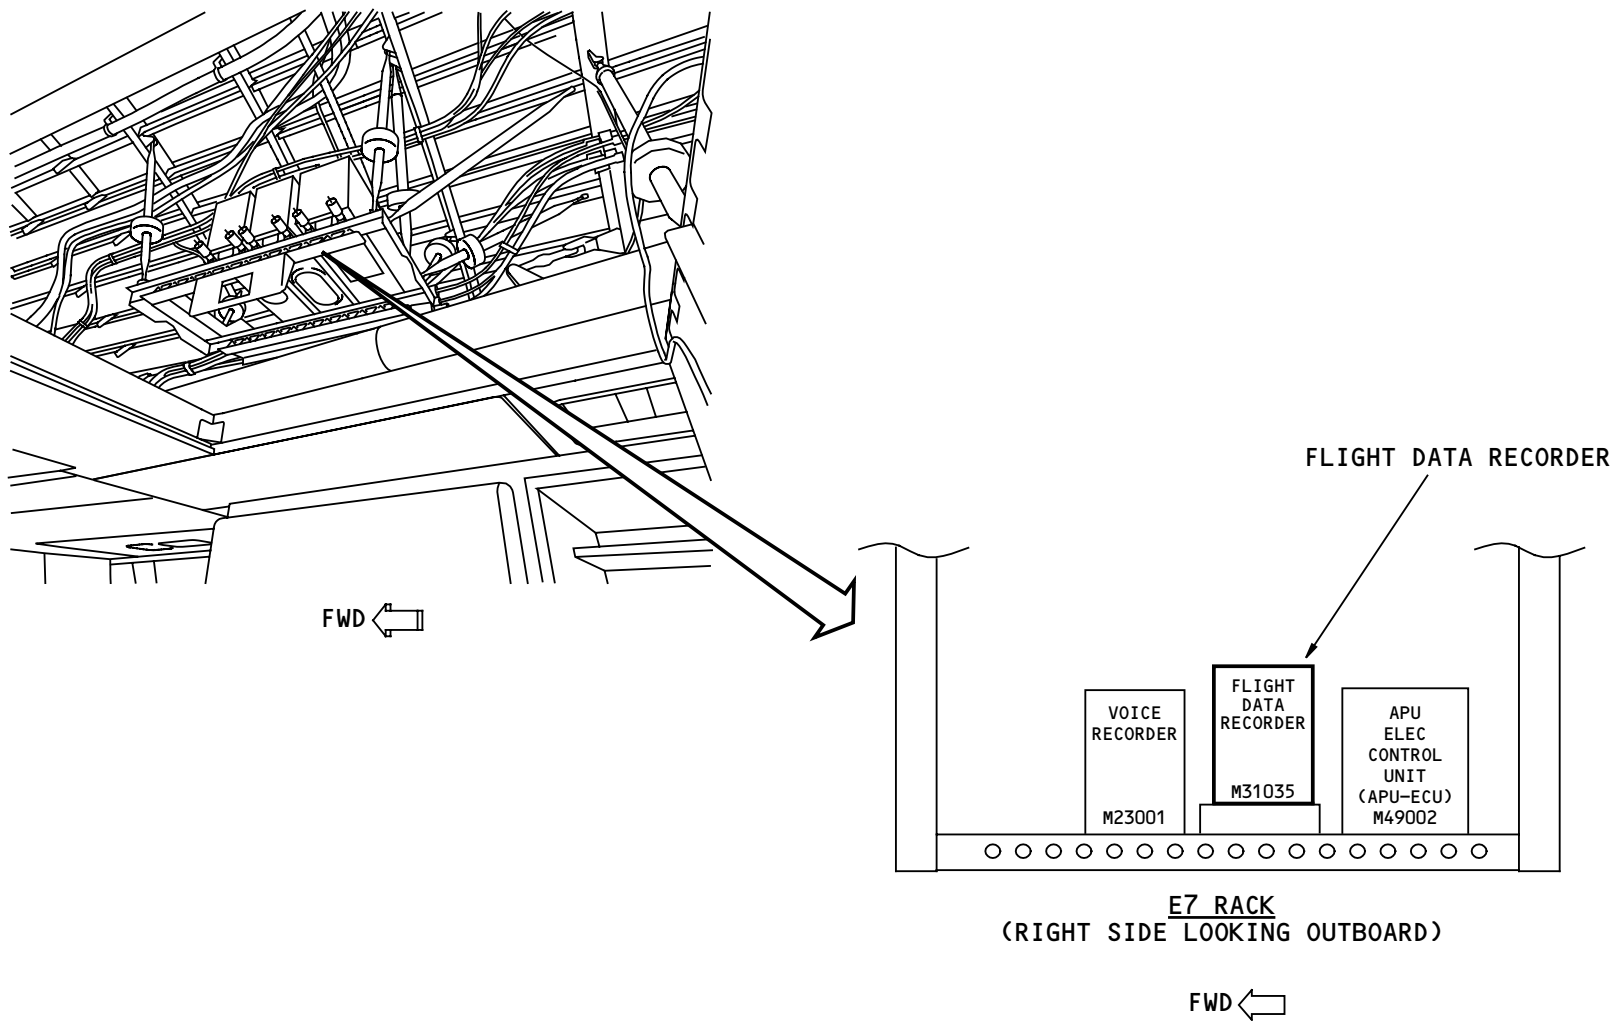 FLIGHT DATA RECORDER
FWD
VOICE
RECORDER
M23001
FLIGHT
DATA
RECORDER
M31035
APU
ELEC
CONTROL
UNIT
(APU-ECU)
M49002
E7 RACK
(RIGHT SIDE LOOKING OUTBOARD)
FWD